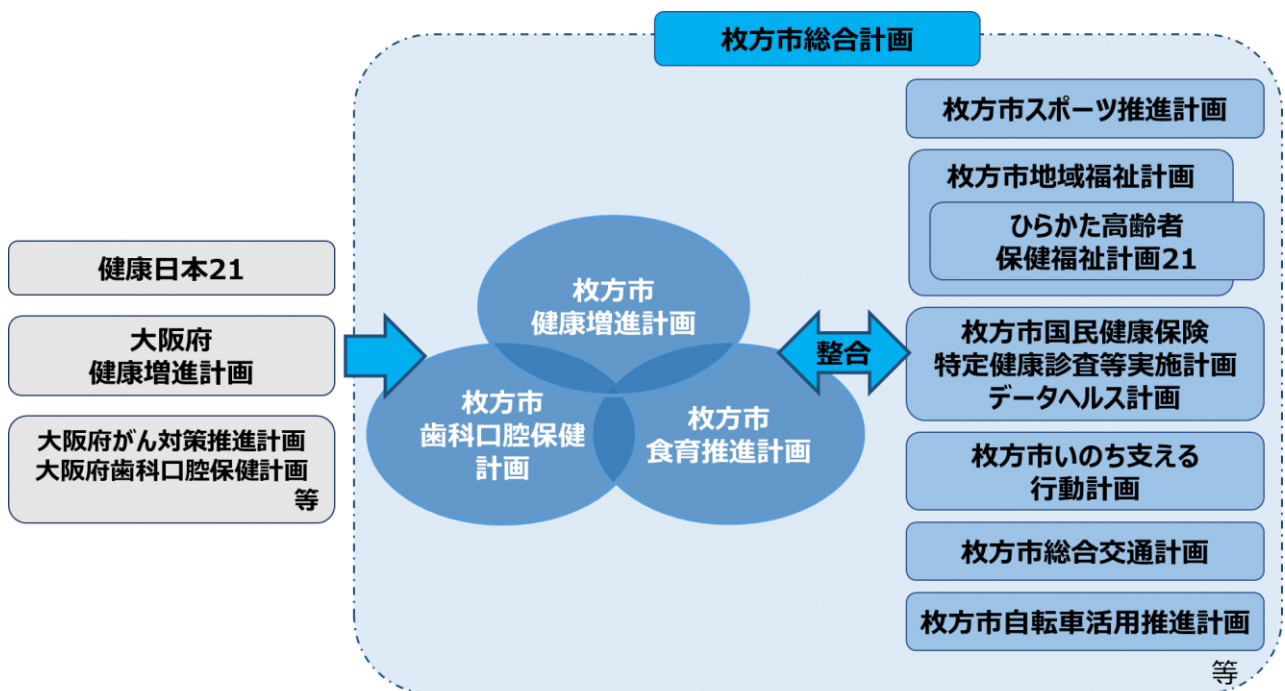 枚方市総合計画
健康日本21
大阪府
健康増進計画
大阪府がん対策推進計画
大阪府歯科口腔保健計画
等
枚方市
健康増進計画
枚方市
歯科口腔保健
計画
枚方市
食育推進計画
整合
枚方市スポーツ推進計画
枚方市地域福祉計画
ひらかた高齢者
保健福祉計画21
枚方市国民健康保険
特定健康診査等実施計画
データヘルス計画
枚方市いのち支える
行動計画
枚方市総合交通計画
枚方市自転車活用推進計画
等